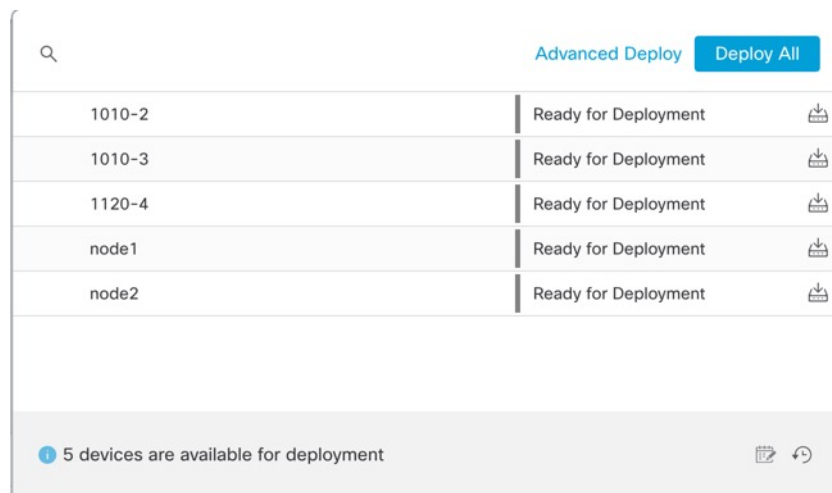 Advanced Deploy Deploy All
1010-2 Ready for Deployment
1010-3 Ready for Deployment
1120-4 Ready for Deployment
node1 Ready for Deployment
node2 Ready for Deployment
5 devices are available for deployment